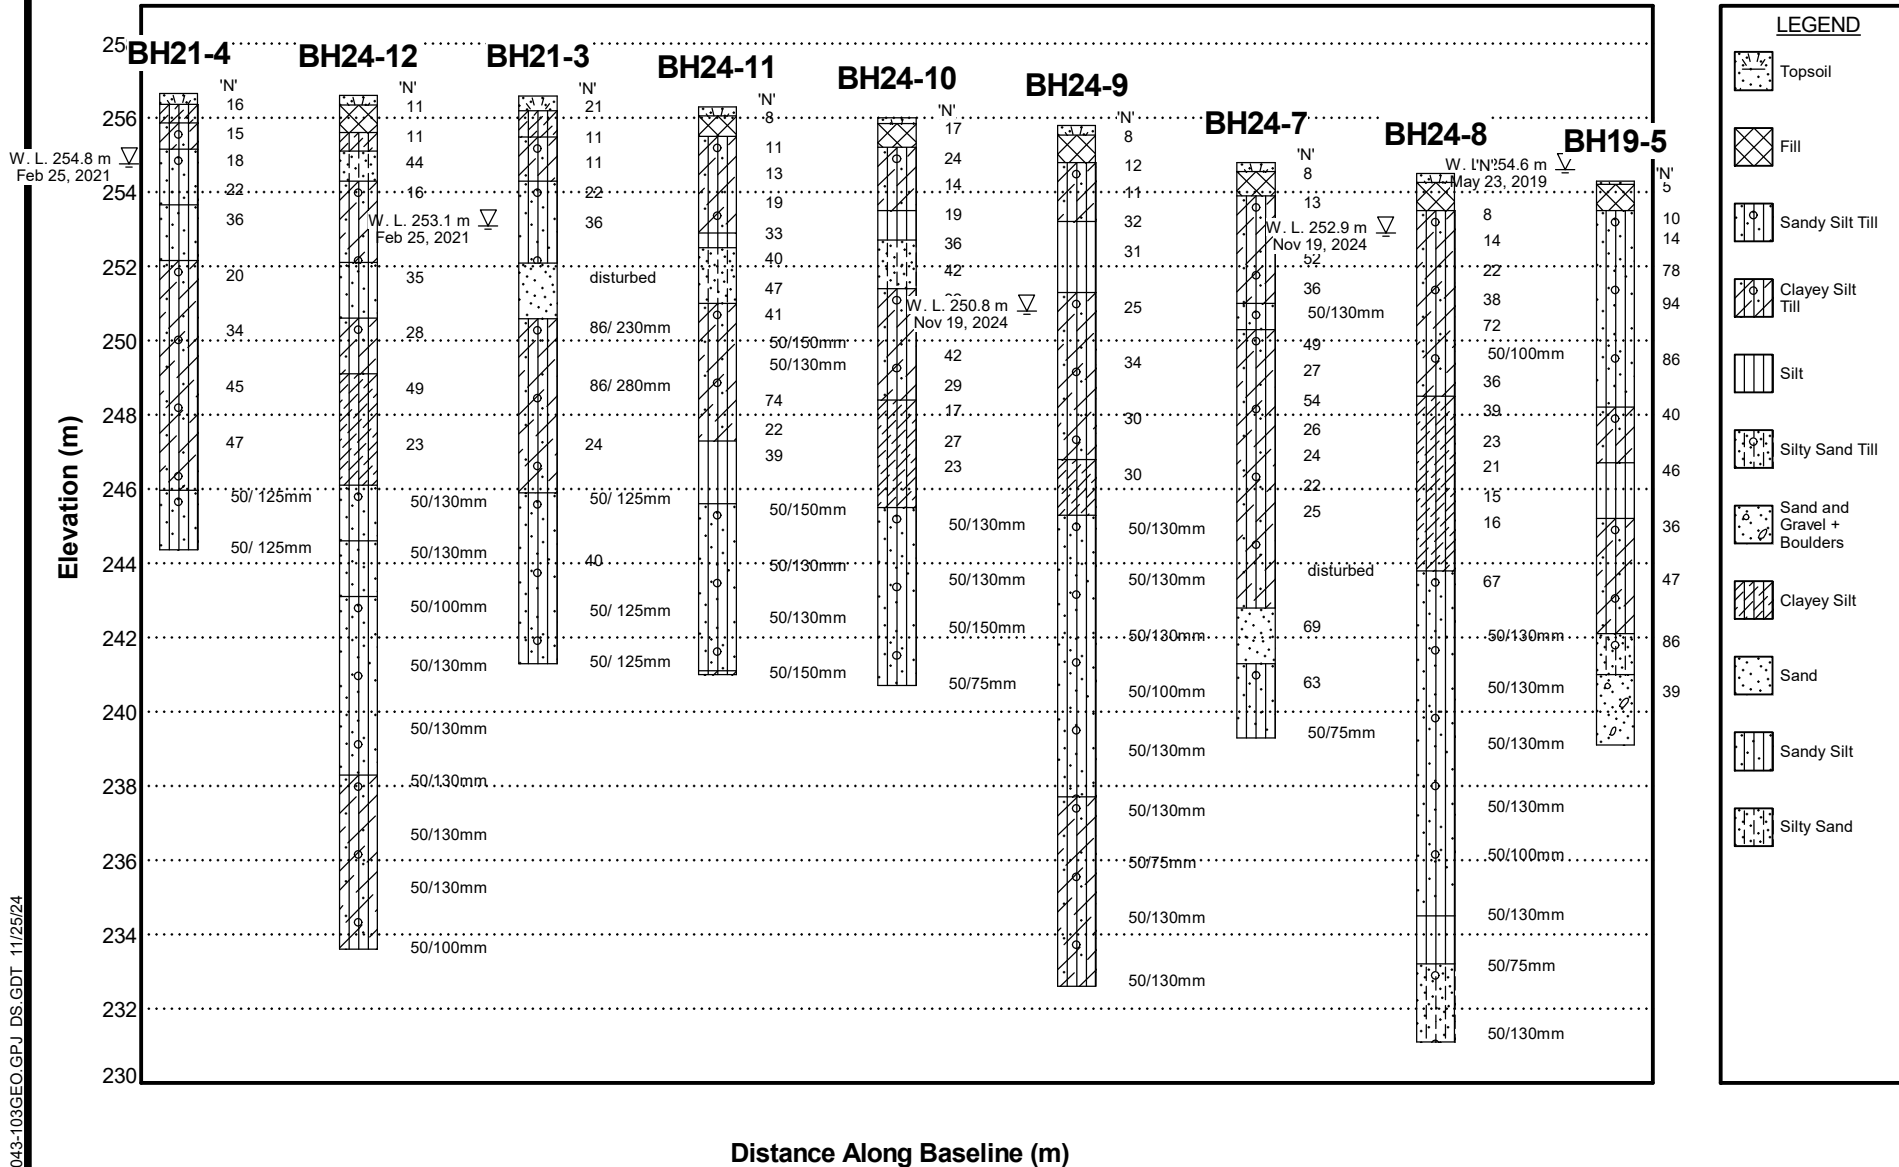 LEGEND
Topsoil
Fill
Sandy Silt Till
Clayey Silt
Till
Silt
Silty Sand Till
Sand and
Gravel +
Boulders
Clayey Silt
Sand
Sandy Silt
Silty Sand
Elevation (m)
25
256
254
252
250
248
246
244
242
240
238
236
234
232
230
BH21-4
'N'
16
15
18
22
36
20
34
45
47
50/ 125mm
50/ 125mm
W. L. 254.8 m
Feb 25, 2021
BH24-12
'N'
11
11
44
16
35
28
49
23
50/130mm
50/130mm
50/100mm
50/130mm
50/130mm
50/130mm
50/130mm
50/130mm
50/100mm
W. L. 253.1 m
Feb 25, 2021
BH21-3
'N'
21
11
11
22
36
disturbed
86/ 230mm
86/ 280mm
24
50/ 125mm
40
50/ 125mm
50/ 125mm
BH24-11
'N'
8
11
13
19
33
40
47
41
50/150mm
50/130mm
74
22
39
50/150mm
50/130mm
50/130mm
50/150mm
BH24-10
'N'
17
24
14
19
36
42
42
29
17
27
23
50/130mm
50/130mm
50/150mm
50/75mm
W. L. 250.8 m
Nov 19, 2024
BH24-9
'N'
8
12
11
32
31
25
34
30
30
50/130mm
50/130mm
50/130mm
50/100mm
50/130mm
50/130mm
50/75mm
50/130mm
50/130mm
BH24-7
'N'
8
13
W. L. 252.9 m
Nov 19, 2024
52
36
50/130mm
49
27
54
26
24
22
25
disturbed
69
63
50/75mm
BH24-8
'N'
8
14
22
38
72
50/100mm
36
39
23
21
15
16
67
50/130mm
50/130mm
50/130mm
50/130mm
50/100mm
50/130mm
50/75mm
50/130mm
W. L. 254.6 m
May 23, 2019
BH19-5
'N'
5
10
14
78
94
86
40
46
36
47
86
39
Distance Along Baseline (m)
043-103GEO.GPJ DS.GDT 11/25/24